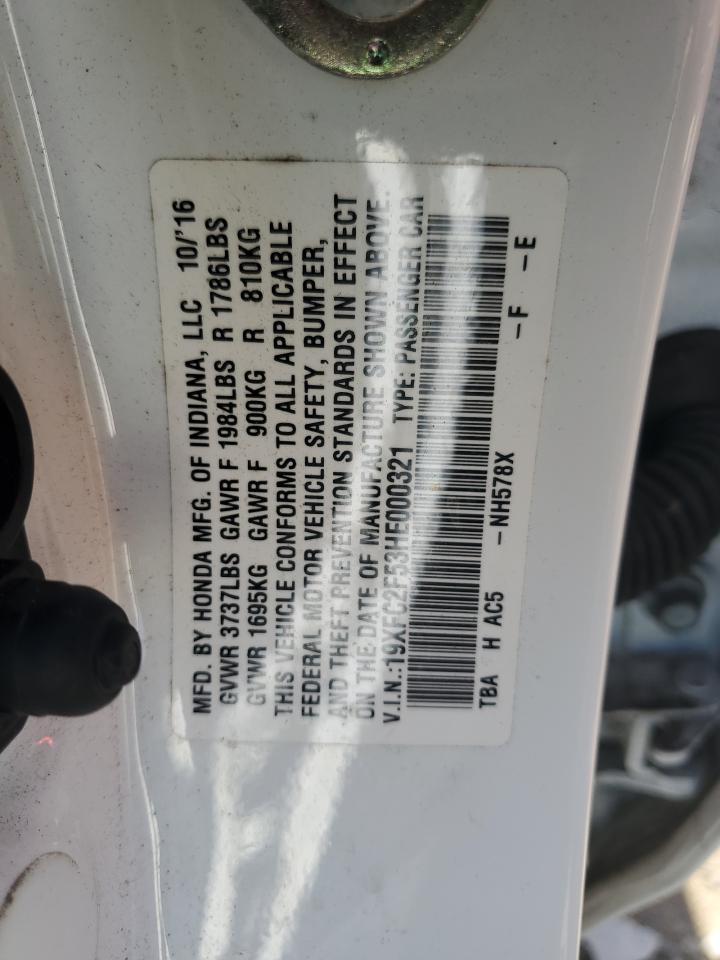 MFD. BY HONDA MFG. OF INDIANA, LLC 10/'16
GVWR 3737LBS GAWR F 1984LBS R 1786LBS
GVWR 1695KG GAWR F 900KG R 810KG
THIS VEHICLE CONFORMS TO ALL APPLICABLE
FEDERAL MOTOR VEHICLE SAFETY, BUMPER,
AND THEFT PREVENTION STANDARDS IN EFFECT
ON THE DATE OF MANUFACTURE SHOWN ABOVE.
V.I.N.:19XFC2F53HE000321 TYPE: PASSENGER CAR
TBA H AC5 -NH578X -F -E